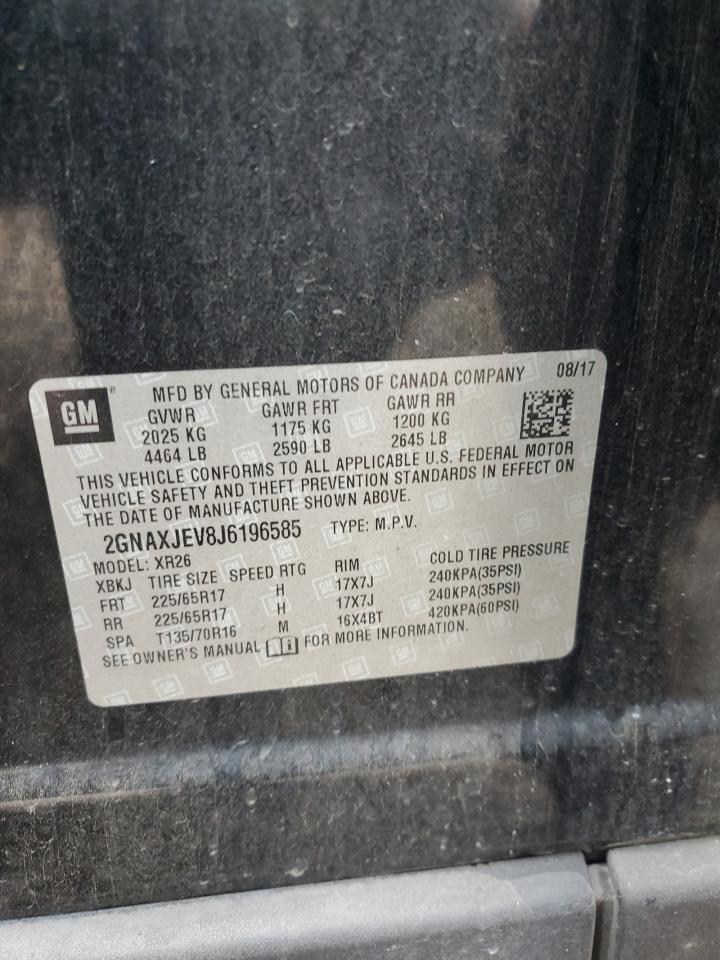 GM
MFD BY GENERAL MOTORS OF CANADA COMPANY 08/17
GVWR GAWR FRT GAWR RR
2025 KG 1175 KG 1200 KG
4464 LB 2590 LB 2645 LB
THIS VEHICLE CONFORMS TO ALL APPLICABLE U.S. FEDERAL MOTOR
VEHICLE SAFETY AND THEFT PREVENTION STANDARDS IN EFFECT ON
THE DATE OF MANUFACTURE SHOWN ABOVE.
2GNAXJEV8J6196585 TYPE: M.P.V.
MODEL: XR26
XBKJ TIRE SIZE SPEED RTG RIM COLD TIRE PRESSURE
FRT 225/65R17 H 17X7J 240KPA(35PSI)
RR 225/65R17 H 17X7J 240KPA(35PSI)
SPA T135/70R16 M 16X4BT 420KPA(60PSI)
SEE OWNER'S MANUAL i FOR MORE INFORMATION.